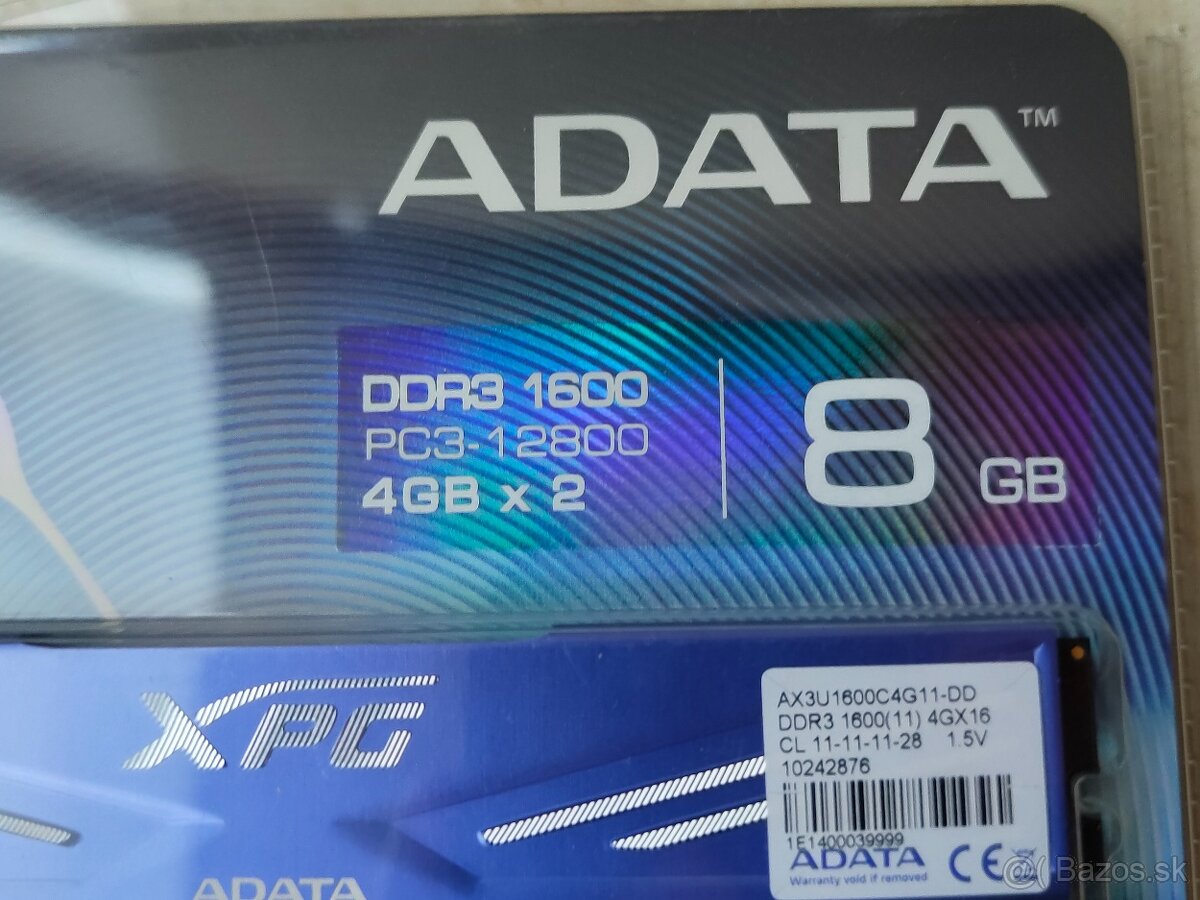 ADATA™
DDR3 1600
PC3-12800
4GB x 2
8 GB
XPG
AX3U1600C4G11-DD
DDR3 1600(11) 4GX16
CL 11-11-11-28 1.5V
10242876
1E1400039999
ADATA CE
Warranty void if removed
ADATA
Bazos.sk